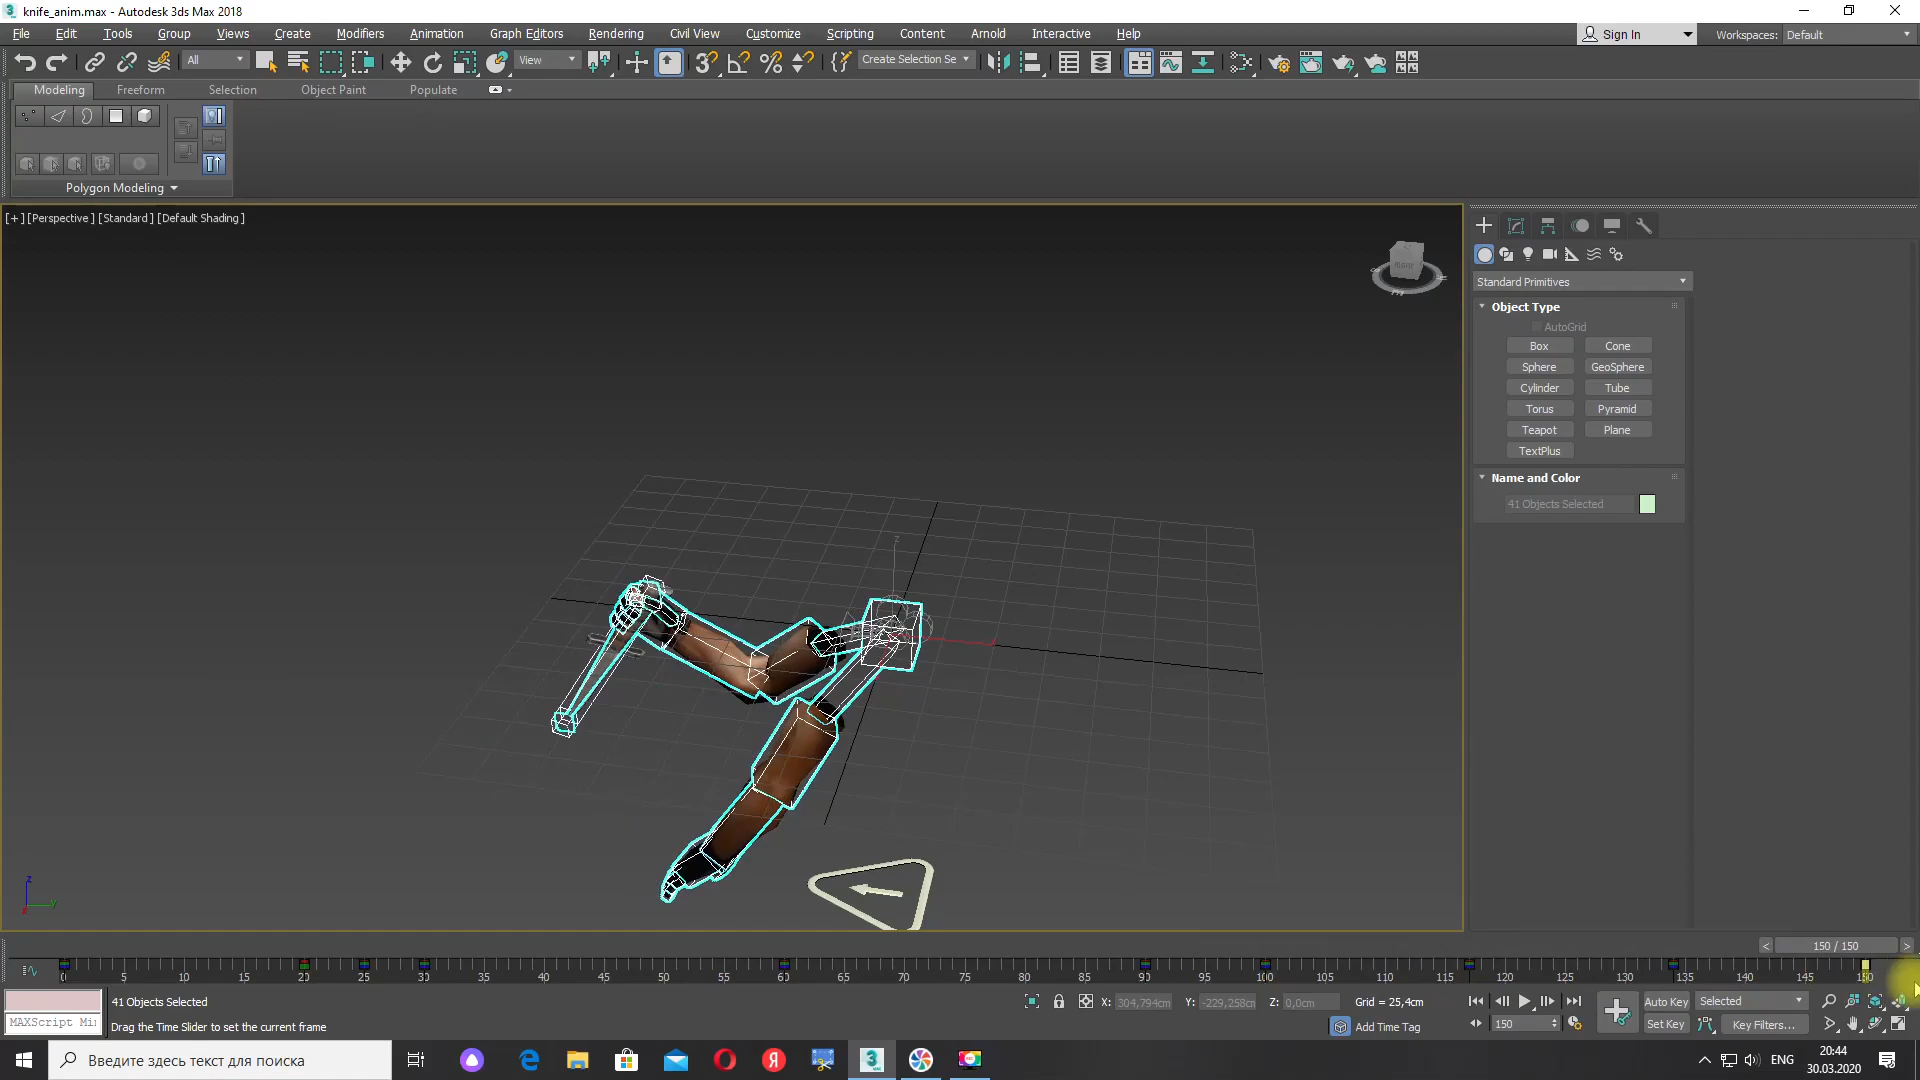 knife_anim.max - Autodesk 3ds Max 2018
File Edit Tools Group Views Create Modifiers Animation Graph Editors Rendering Civil View Customize Scripting Content Arnold Interactive Help
Sign In
Workspaces: Default
All
View
Create Selection Se
Modeling Freeform Selection Object Paint Populate
Polygon Modeling
[+] [Perspective] [Standard] [Default Shading]
Standard Primitives
Object Type
AutoGrid
Box Cone
Sphere GeoSphere
Cylinder Tube
Torus Pyramid
Teapot Plane
TextPlus
Name and Color
41 Objects Selected
z
z
y
x
< 150 / 150 >
0 5 10 15 20 25 30 35 40 45 50 55 60 65 70 75 80 85 90 95 100 105 110 115 120 125 130 135 140 145 150
41 Objects Selected
X: 304,794cm Y: -229,258cm Z: 0,0cm Grid = 25,4cm
Auto Key Selected
MAXScript Mi
Drag the Time Slider to set the current frame
Add Time Tag
150
Set Key Key Filters...
Введите здесь текст для поиска
ENG
20:44
30.03.2020